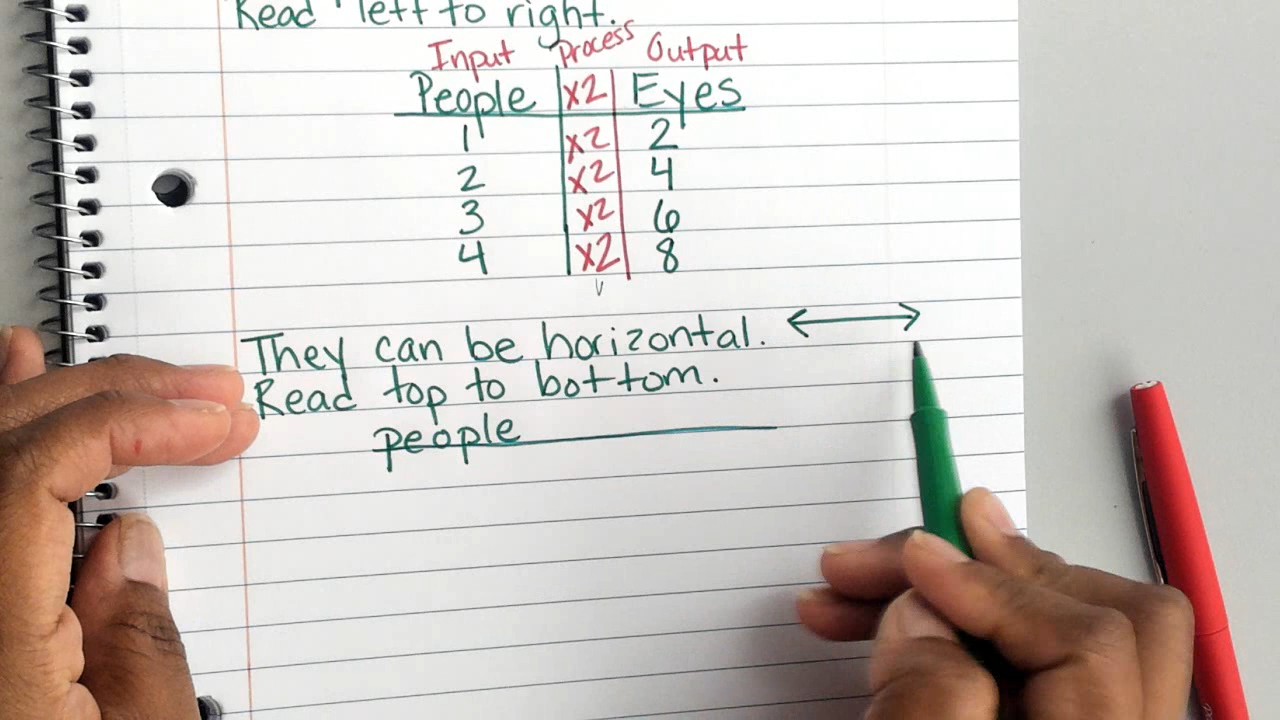 Read left to right.
Input Process Output
People x2 Eyes
1 x2 2
2 x2 4
3 x2 6
4 x2 8
They can be horizontal.
Read top to bottom.
people